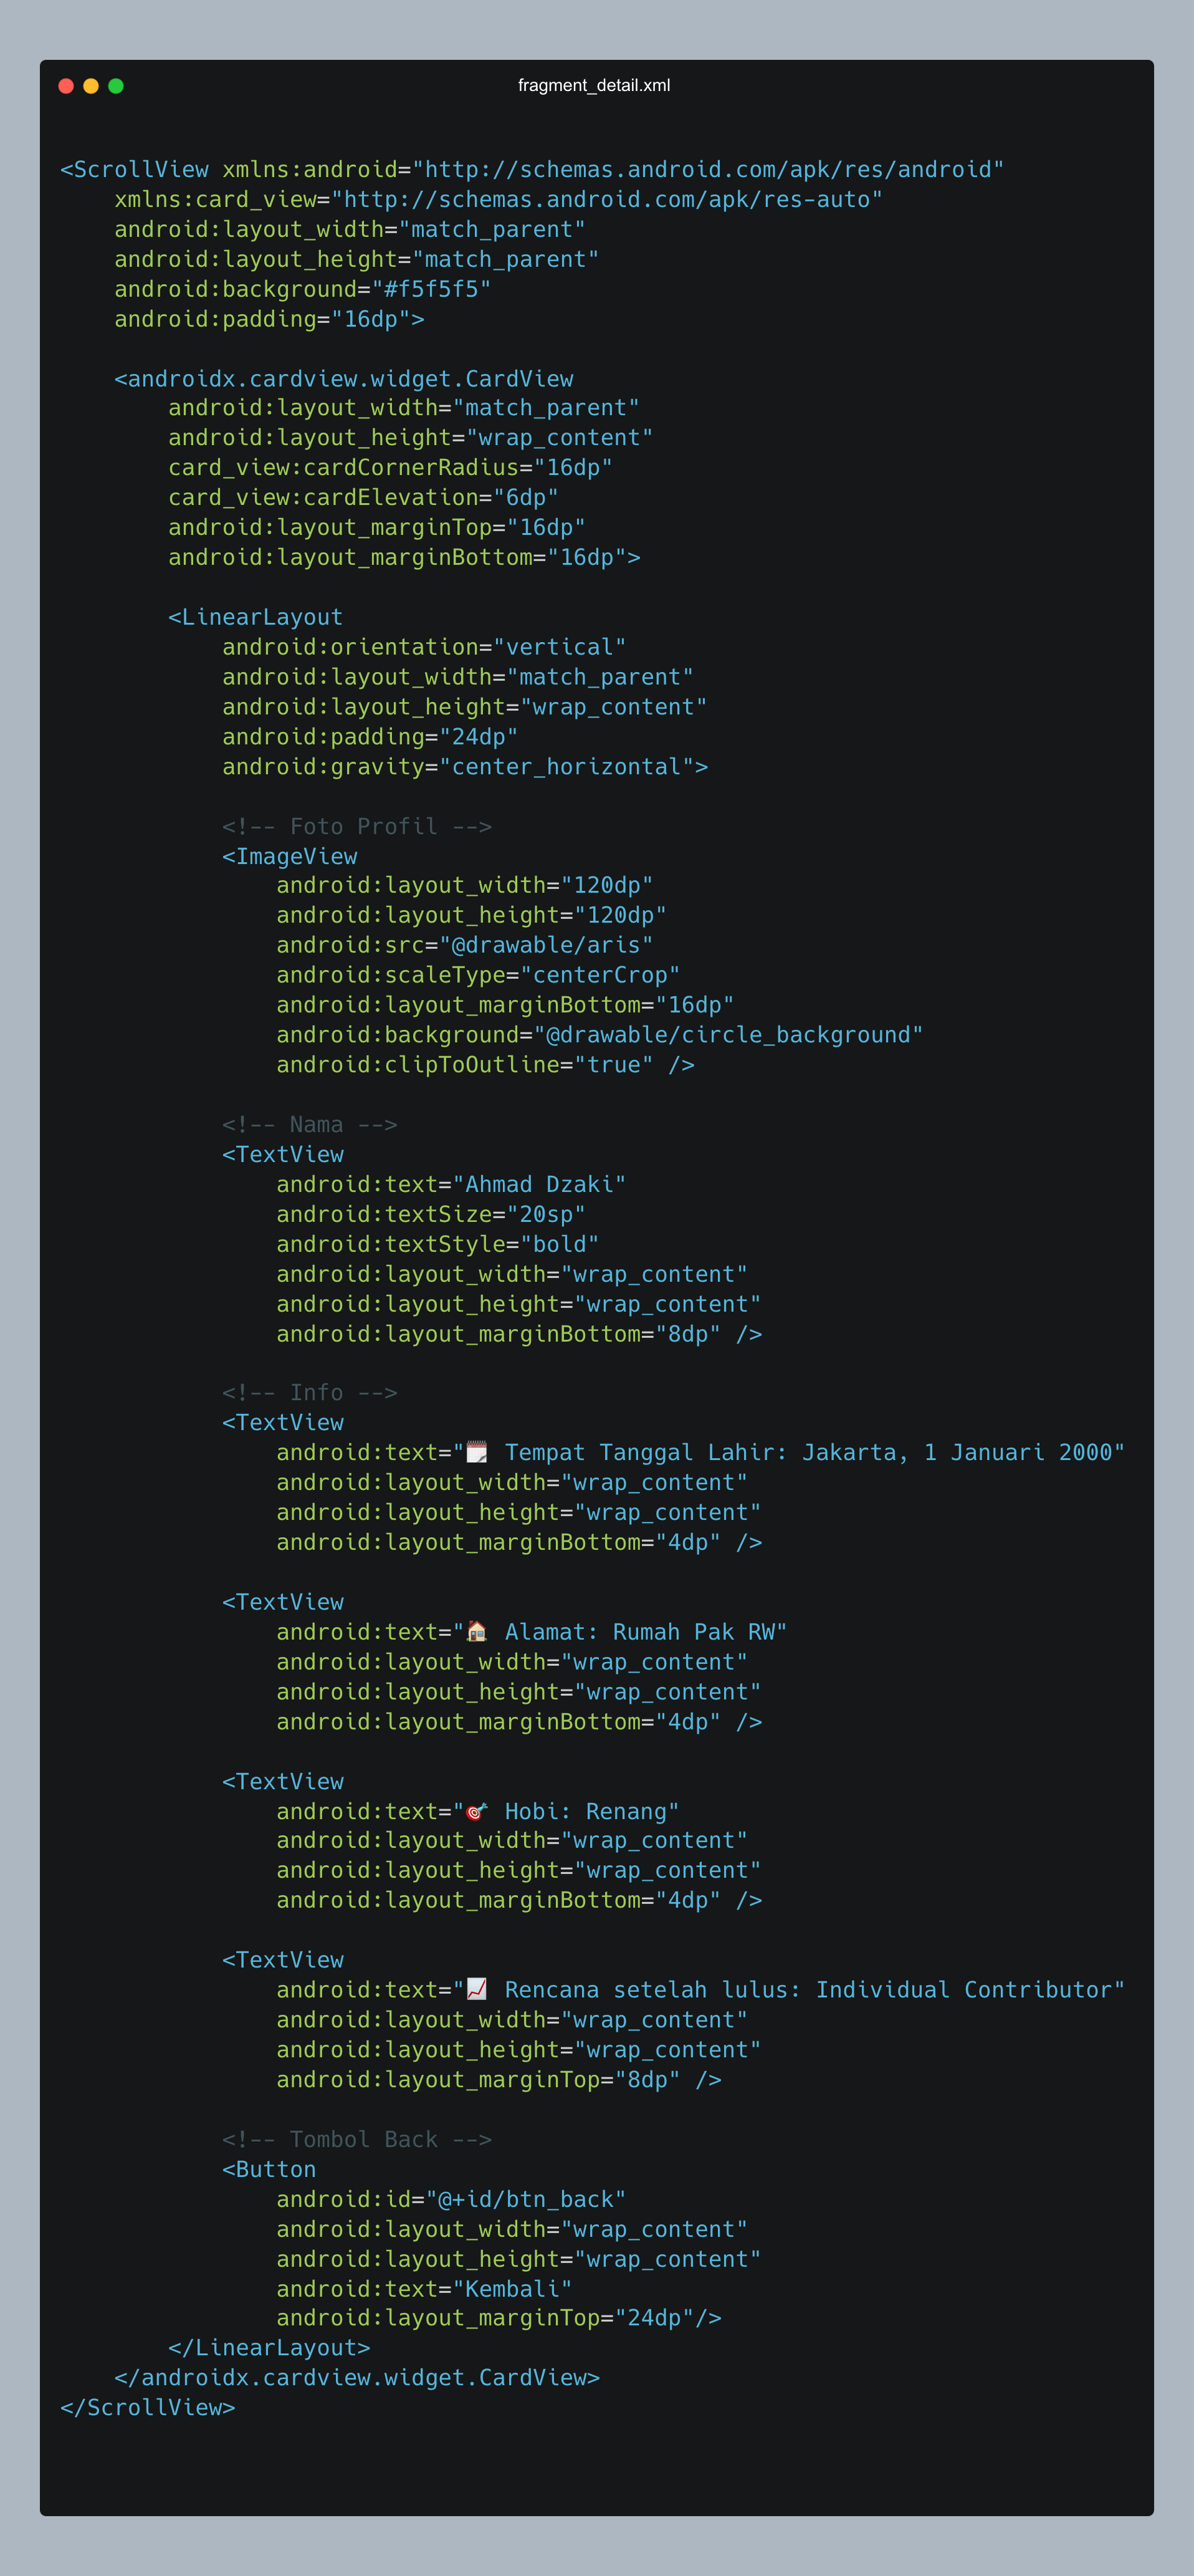 fragment_detail.xml
<ScrollView xmlns:android="http://schemas.android.com/apk/res/android"
    xmlns:card_view="http://schemas.android.com/apk/res-auto"
    android:layout_width="match_parent"
    android:layout_height="match_parent"
    android:background="#f5f5f5"
    android:padding="16dp">

    <androidx.cardview.widget.CardView
        android:layout_width="match_parent"
        android:layout_height="wrap_content"
        card_view:cardCornerRadius="16dp"
        card_view:cardElevation="6dp"
        android:layout_marginTop="16dp"
        android:layout_marginBottom="16dp">

        <LinearLayout
            android:orientation="vertical"
            android:layout_width="match_parent"
            android:layout_height="wrap_content"
            android:padding="24dp"
            android:gravity="center_horizontal">

            <!-- Foto Profil -->
            <ImageView
                android:layout_width="120dp"
                android:layout_height="120dp"
                android:src="@drawable/aris"
                android:scaleType="centerCrop"
                android:layout_marginBottom="16dp"
                android:background="@drawable/circle_background"
                android:clipToOutline="true" />

            <!-- Nama -->
            <TextView
                android:text="Ahmad Dzaki"
                android:textSize="20sp"
                android:textStyle="bold"
                android:layout_width="wrap_content"
                android:layout_height="wrap_content"
                android:layout_marginBottom="8dp" />

            <!-- Info -->
            <TextView
                android:text="🗓️ Tempat Tanggal Lahir: Jakarta, 1 Januari 2000"
                android:layout_width="wrap_content"
                android:layout_height="wrap_content"
                android:layout_marginBottom="4dp" />

            <TextView
                android:text="🏠 Alamat: Rumah Pak RW"
                android:layout_width="wrap_content"
                android:layout_height="wrap_content"
                android:layout_marginBottom="4dp" />

            <TextView
                android:text="🎯 Hobi: Renang"
                android:layout_width="wrap_content"
                android:layout_height="wrap_content"
                android:layout_marginBottom="4dp" />

            <TextView
                android:text="📈 Rencana setelah lulus: Individual Contributor"
                android:layout_width="wrap_content"
                android:layout_height="wrap_content"
                android:layout_marginTop="8dp" />

            <!-- Tombol Back -->
            <Button
                android:id="@+id/btn_back"
                android:layout_width="wrap_content"
                android:layout_height="wrap_content"
                android:text="Kembali"
                android:layout_marginTop="24dp"/>
        </LinearLayout>
    </androidx.cardview.widget.CardView>
</ScrollView>